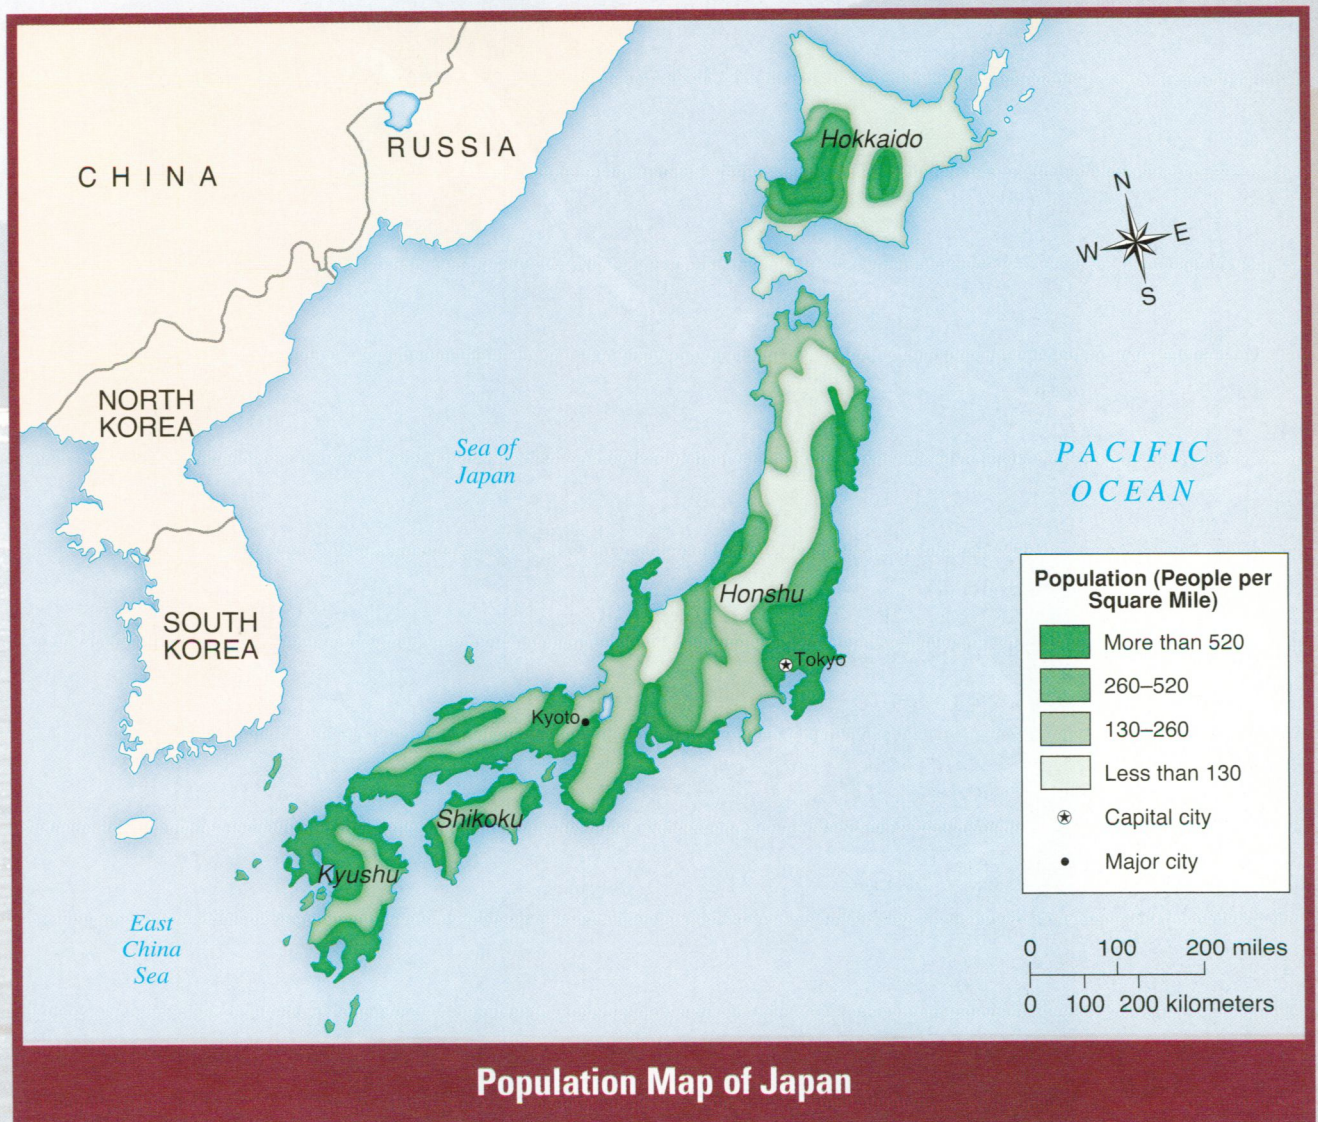 CHINA
RUSSIA
Hokkaido
N
W
E
S
NORTH
KOREA
Sea of
Japan
PACIFIC
OCEAN
SOUTH
KOREA
Honshu
Tokyo
Kyoto
Shikoku
Kyushu
East
China
Sea
Population (People per
Square Mile)
More than 520
260–520
130–260
Less than 130
Capital city
Major city
0 100 200 miles
0 100 200 kilometers
Population Map of Japan